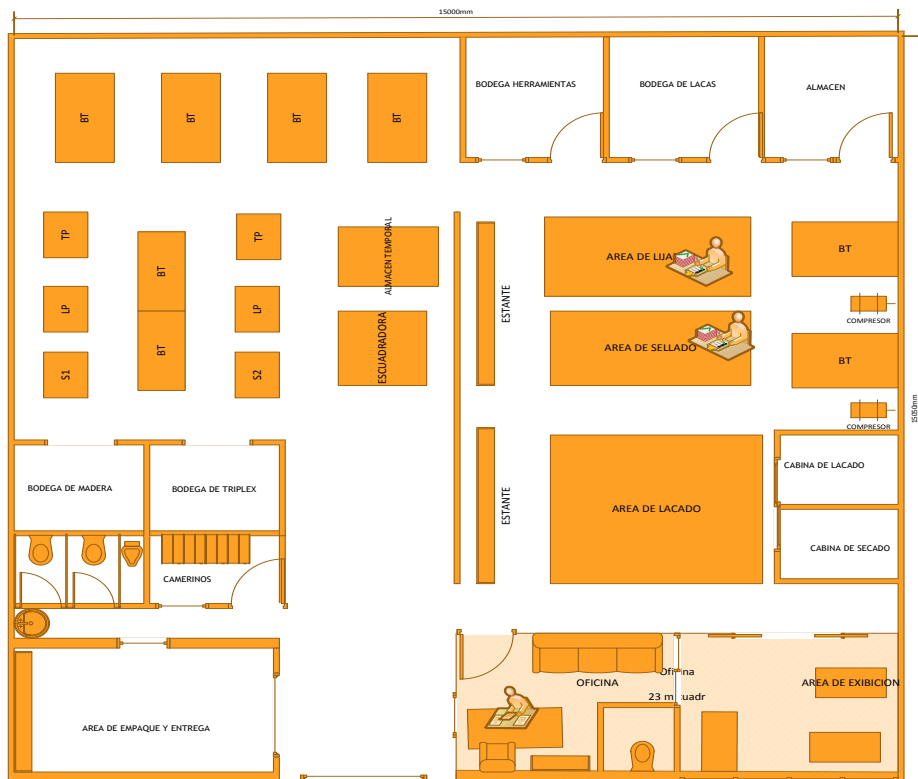 15000mm
BODEGA HERRAMIENTAS
BODEGA DE LACAS
ALMACEN
BT
BT
BT
BT
TP
TP
BT
ALMACEN TEMPORAL
AREA DE LIJA
BT
LP
LP
BT
ESCUADRADORA
ESTANTE
COMPRESOR
AREA DE SELLADO
BT
S1
S2
COMPRESOR
15050mm
BODEGA DE MADERA
BODEGA DE TRIPLEX
ESTANTE
AREA DE LACADO
CABINA DE LACADO
CABINA DE SECADO
CAMERINOS
OFICINA
AREA DE EXIBICION
23 m
AREA DE EMPAQUE Y ENTREGA